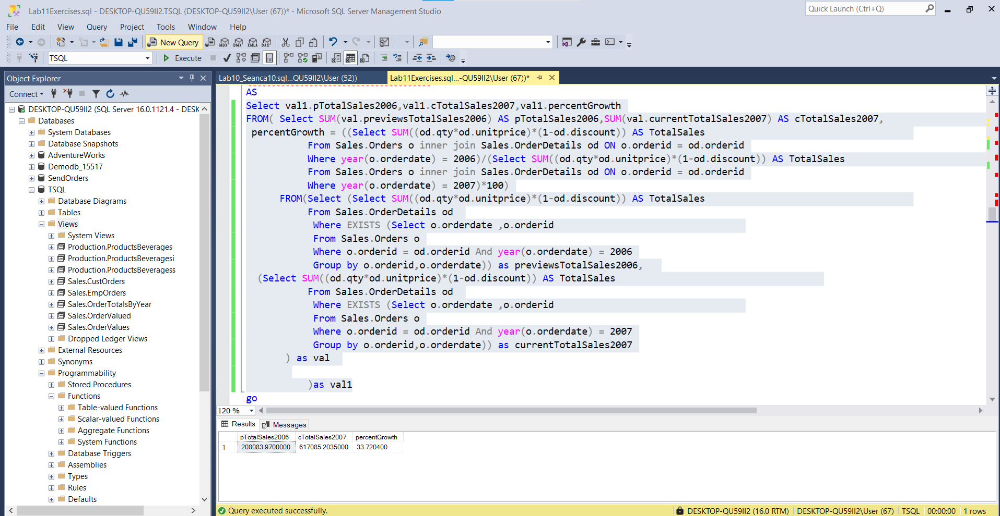 Lab11Exercises.sql - DESKTOP-QU59II2.TSQL (DESKTOP-QU59II2\User (67))* - Microsoft SQL Server Management Studio
Quick Launch (Ctrl+Q)
File Edit View Query Project Tools Window Help
New Query
MDX DMX XMLA DAX
TSQL
Execute
Object Explorer
Connect
DESKTOP-QU59II2 (SQL Server 16.0.1121.4 - DESK
Databases
System Databases
Database Snapshots
AdventureWorks
Demodb_15517
SendOrders
TSQL
Database Diagrams
Tables
Views
System Views
Production.ProductsBeverages
Production.ProductsBeveragesi
Production.ProductsBeveragess
Sales.CustOrders
Sales.EmpOrders
Sales.OrderTotalsByYear
Sales.OrderValued
Sales.OrderValues
Dropped Ledger Views
External Resources
Synonyms
Programmability
Stored Procedures
Functions
Table-valued Functions
Scalar-valued Functions
Aggregate Functions
System Functions
Database Triggers
Assemblies
Types
Rules
Defaults
Lab10_Seanca10.sql...QU59II2\User (52))
Lab11Exercises.sql...-QU59II2\User (67))*
AS
Select val1.pTotalSales2006,val1.cTotalSales2007,val1.percentGrowth
FROM( Select SUM(val.previewsTotalSales2006) AS pTotalSales2006,SUM(val.currentTotalSales2007) AS cTotalSales2007,
percentGrowth = ((Select SUM((od.qty*od.unitprice)*(1-od.discount)) AS TotalSales
From Sales.Orders o inner join Sales.OrderDetails od ON o.orderid = od.orderid
Where year(o.orderdate) = 2006)/(Select SUM((od.qty*od.unitprice)*(1-od.discount)) AS TotalSales
From Sales.Orders o inner join Sales.OrderDetails od ON o.orderid = od.orderid
Where year(o.orderdate) = 2007)*100)
FROM(Select (Select SUM((od.qty*od.unitprice)*(1-od.discount)) AS TotalSales
From Sales.OrderDetails od
Where EXISTS (Select o.orderdate ,o.orderid
From Sales.Orders o
Where o.orderid = od.orderid And year(o.orderdate) = 2006
Group by o.orderid,o.orderdate)) as previewsTotalSales2006,
(Select SUM((od.qty*od.unitprice)*(1-od.discount)) AS TotalSales
From Sales.OrderDetails od
Where EXISTS (Select o.orderdate ,o.orderid
From Sales.Orders o
Where o.orderid = od.orderid And year(o.orderdate) = 2007
Group by o.orderid,o.orderdate)) as currentTotalSales2007
) as val
)as val1
go
120 %
Results Messages
pTotalSales2006 cTotalSales2007 percentGrowth
1 208083.9700000 617085.2035000 33.720400
Query executed successfully.
DESKTOP-QU59II2 (16.0 RTM) DESKTOP-QU59II2\User (67) TSQL 00:00:00 1 rows